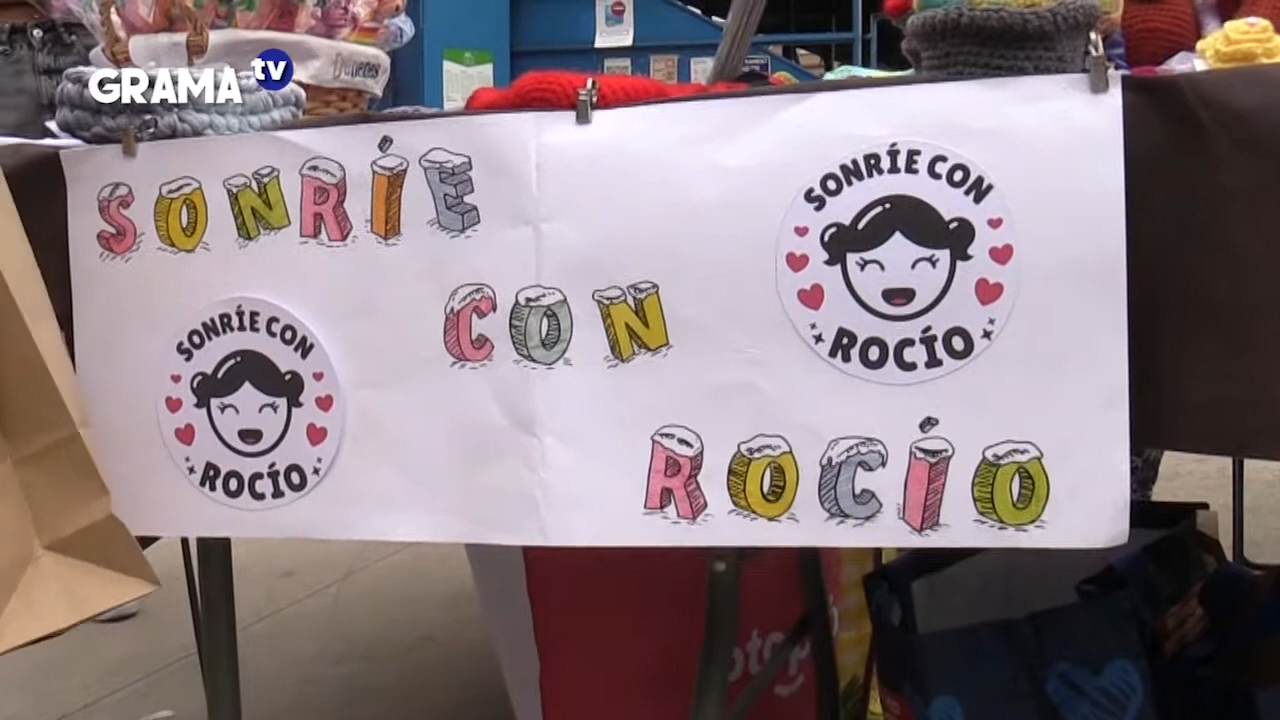 GRAMA tv
SONRÍE
CON
ROCÍO
SONRÍE CON
ROCÍO
SONRÍE CON
ROCÍO